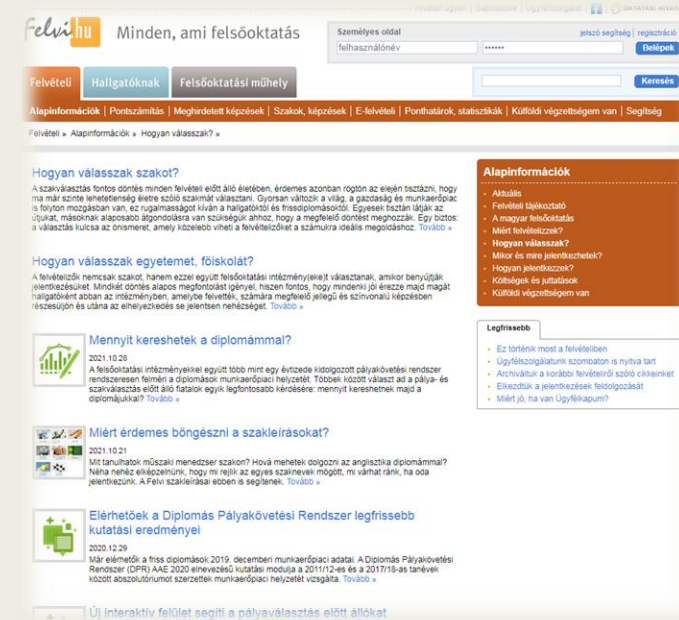 Felvi.hu Minden, ami felsőoktatás
Személyes oldal
jelszó segítség | regisztráció
felhasználónév
••••••
Belépek
Felvételi
Hallgatóknak
Felsőoktatási műhely
Keresés
Alapinformációk | Pontszámítás | Meghirdetett képzések | Szakok, képzések | E-felvételi | Ponthatárok, statisztikák | Külföldi végzettségem van | Segítség
Felvételi » Alapinformációk » Hogyan válasszak? »
Hogyan válasszak szakot?
A szakválasztás fontos döntés minden felvételi előtt álló életében, érdemes azonban rögtön az elején tisztázni, hogy
ma már szinte lehetetlenség életre szóló szakmát választani. Gyorsan változik a világ, a gazdaság és munkaerőpiac
is folyton mozgásban van, ez rugalmasságot kíván a hallgatóktól és frissdiplomásoktól. Egyesek tisztán látják az
útjukat, másoknak alaposabb átgondolásra van szükségük ahhoz, hogy a megfelelő döntést meghozzák. Egy biztos:
a választás kulcsa az önismeret, amely közelebb viheti a felvételizőket a számukra ideális megoldáshoz. Tovább »
Hogyan válasszak egyetemet, főiskolát?
A felvételizők nemcsak szakot, hanem ezzel együtt felsőoktatási intézmény(eke)t választanak, amikor benyújtják
jelentkezésüket. Mindkét döntés alapos megfontolást igényel, hiszen fontos, hogy mindenki jól érezze majd magát
hallgatóként abban az intézményben, amelybe felvették, számára megfelelő jellegű és színvonalú képzésben
részesüljön és utána az elhelyezkedés se jelentsen nehézséget. Tovább »
Mennyit kereshetek a diplomámmal?
2021.10.28
A felsőoktatási intézményekkel együtt több mint egy évtizede kidolgozott pályakövetési rendszer
rendszeresen felméri a diplomások munkaerőpiaci helyzetét. Többek között választ ad a pálya- és
szakválasztás előtt álló fiatalok egyik legfontosabb kérdésére: mennyit kereshetnek majd a
diplomájukkal? Tovább »
Miért érdemes böngészni a szakleírásokat?
2021.10.21
Mit tanulhatok műszaki menedzser szakon? Hová mehetek dolgozni az anglisztika diplomámmal?
Néha nehéz elképzelnünk, hogy mi rejlik az egyes szaknevek mögött, mi várhat ránk, ha oda
jelentkezünk. A Felvi szakleírásai ebben is segítenek. Tovább »
Elérhetőek a Diplomás Pályakövetési Rendszer legfrissebb
kutatási eredményei
2020.12.29
Már elérhetők a friss diplomások 2019. decemberi munkaerőpiaci adatai. A Diplomás Pályakövetési
Rendszer (DPR) AAE 2020 elnevezésű kutatási modulja a 2011/12-es és a 2017/18-as tanévek
között abszolutóriumot szerzettek munkaerőpiaci helyzetét vizsgálta. Tovább »
Új interaktív felület segíti a pályaválasztás előtt állókat
Alapinformációk
Aktuális
Felvételi tájékoztató
A magyar felsőoktatás
Miért felvételizzek?
Hogyan válasszak?
Mikor és mire jelentkezhetek?
Hogyan jelentkezzek?
Költségek és juttatások
Külföldi végzettségem van
Legfrissebb
Ez történik most a felvételiben
Ügyfélszolgálatunk szombaton is nyitva tart
Archiváltuk a korábbi felvételiről szóló cikkeinket
Elkezdtük a jelentkezések feldolgozását
Miért jó, ha van Ügyfélkapum?